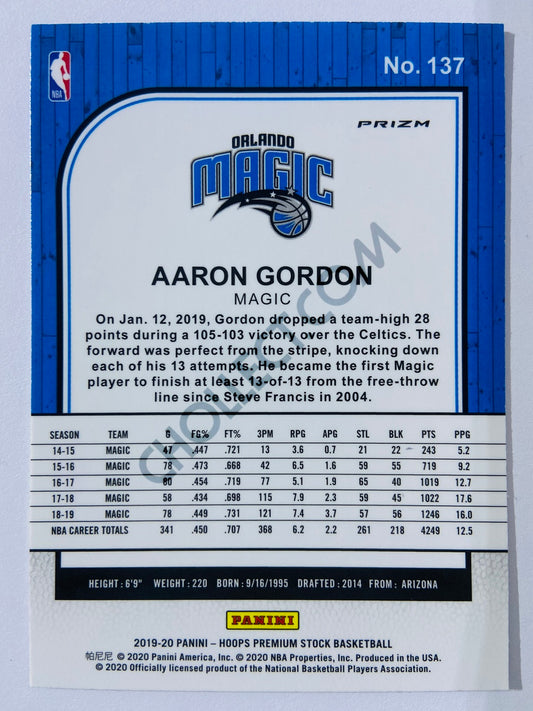 No. 137
NBA
PRIZM
ORLANDO
MAGIC
AARON GORDON
MAGIC
On Jan. 12, 2019, Gordon dropped a team-high 28
points during a 105-103 victory over the Celtics. The
forward was perfect from the stripe, knocking down
each of his 13 attempts. He became the first Magic
player to finish at least 13-of-13 from the free-throw
line since Steve Francis in 2004.
SEASON TEAM G FG% FT% 3PM RPG APG STL BLK PTS PPG
14-15 MAGIC 47 .447 .721 13 3.6 0.7 21 22 243 5.2
15-16 MAGIC 78 .473 .668 42 6.5 1.6 59 55 719 9.2
16-17 MAGIC 80 .454 .719 77 5.1 1.9 65 40 1019 12.7
17-18 MAGIC 58 .434 .698 115 7.9 2.3 59 45 1022 17.6
18-19 MAGIC 78 .449 .731 121 7.4 3.7 57 56 1246 16.0
NBA CAREER TOTALS 341 .450 .707 368 6.2 2.2 261 218 4249 12.5
HEIGHT: 6'9" WEIGHT: 220 BORN: 9/16/1995 DRAFTED: 2014 FROM: ARIZONA
PANINI
2019-20 PANINI – HOOPS PREMIUM STOCK BASKETBALL
帕尼尼 © 2020 Panini America, Inc. © 2020 NBA Properties, Inc. Produced in the USA.
© 2020 Officially licensed product of the National Basketball Players Association.
CHOLLECT.COM